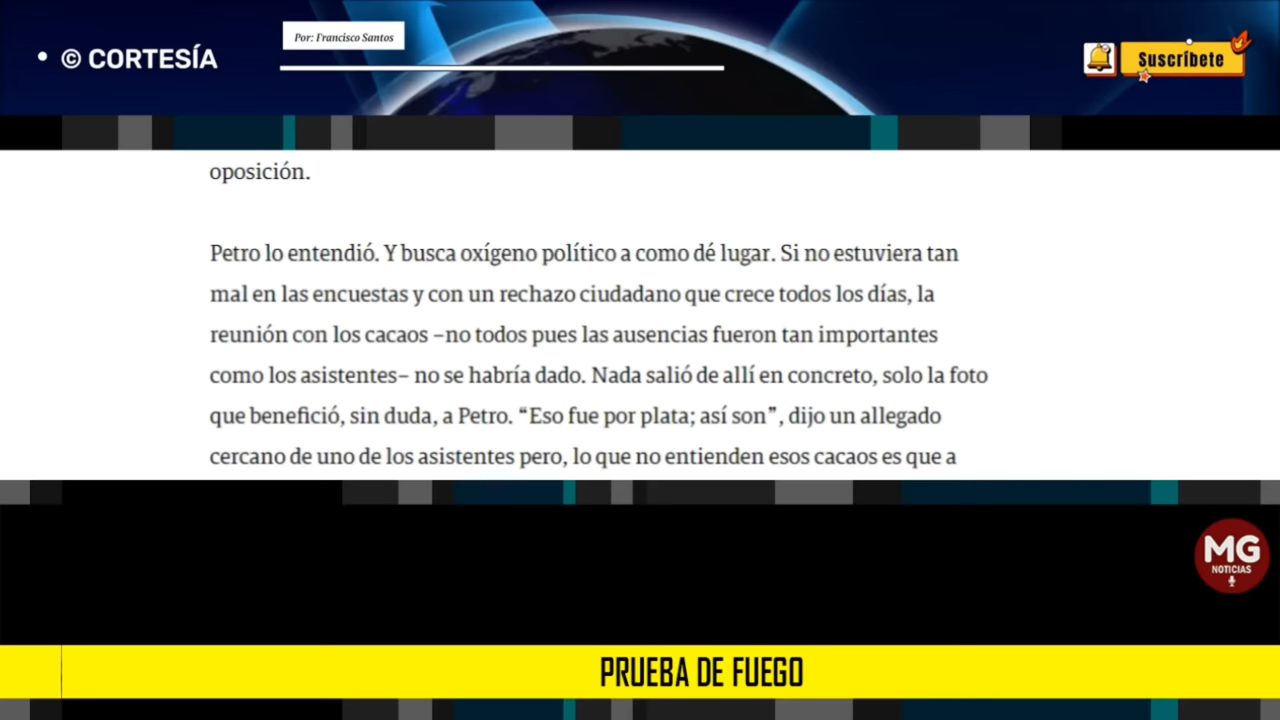 Por: Francisco Santos
© CORTESÍA
Suscríbete
oposición.
Petro lo entendió. Y busca oxígeno político a como dé lugar. Si no estuviera tan
mal en las encuestas y con un rechazo ciudadano que crece todos los días, la
reunión con los cacaos –no todos pues las ausencias fueron tan importantes
como los asistentes– no se habría dado. Nada salió de allí en concreto, solo la foto
que benefició, sin duda, a Petro. “Eso fue por plata; así son”, dijo un allegado
cercano de uno de los asistentes pero, lo que no entienden esos cacaos es que a
MG
NOTICIAS
PRUEBA DE FUEGO